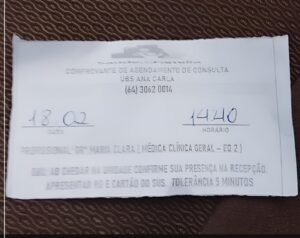 COMPROVANTE DE AGENDAMENTO DE CONSULTA
UBS ANA CARLA
(64) 3062 0014
18 02 1440
DATA HORÁRIO
PROFISSIONAL: DRª MARIA CLARA ( MÉDICA CLÍNICA GERAL - EQ 2 )
OBS: AO CHEGAR NA UNIDADE CONFIRME SUA PRESENÇA NA RECEPÇÃO.
APRESENTAR RG E CARTÃO DO SUS. TOLERÂNCIA 5 MINUTOS